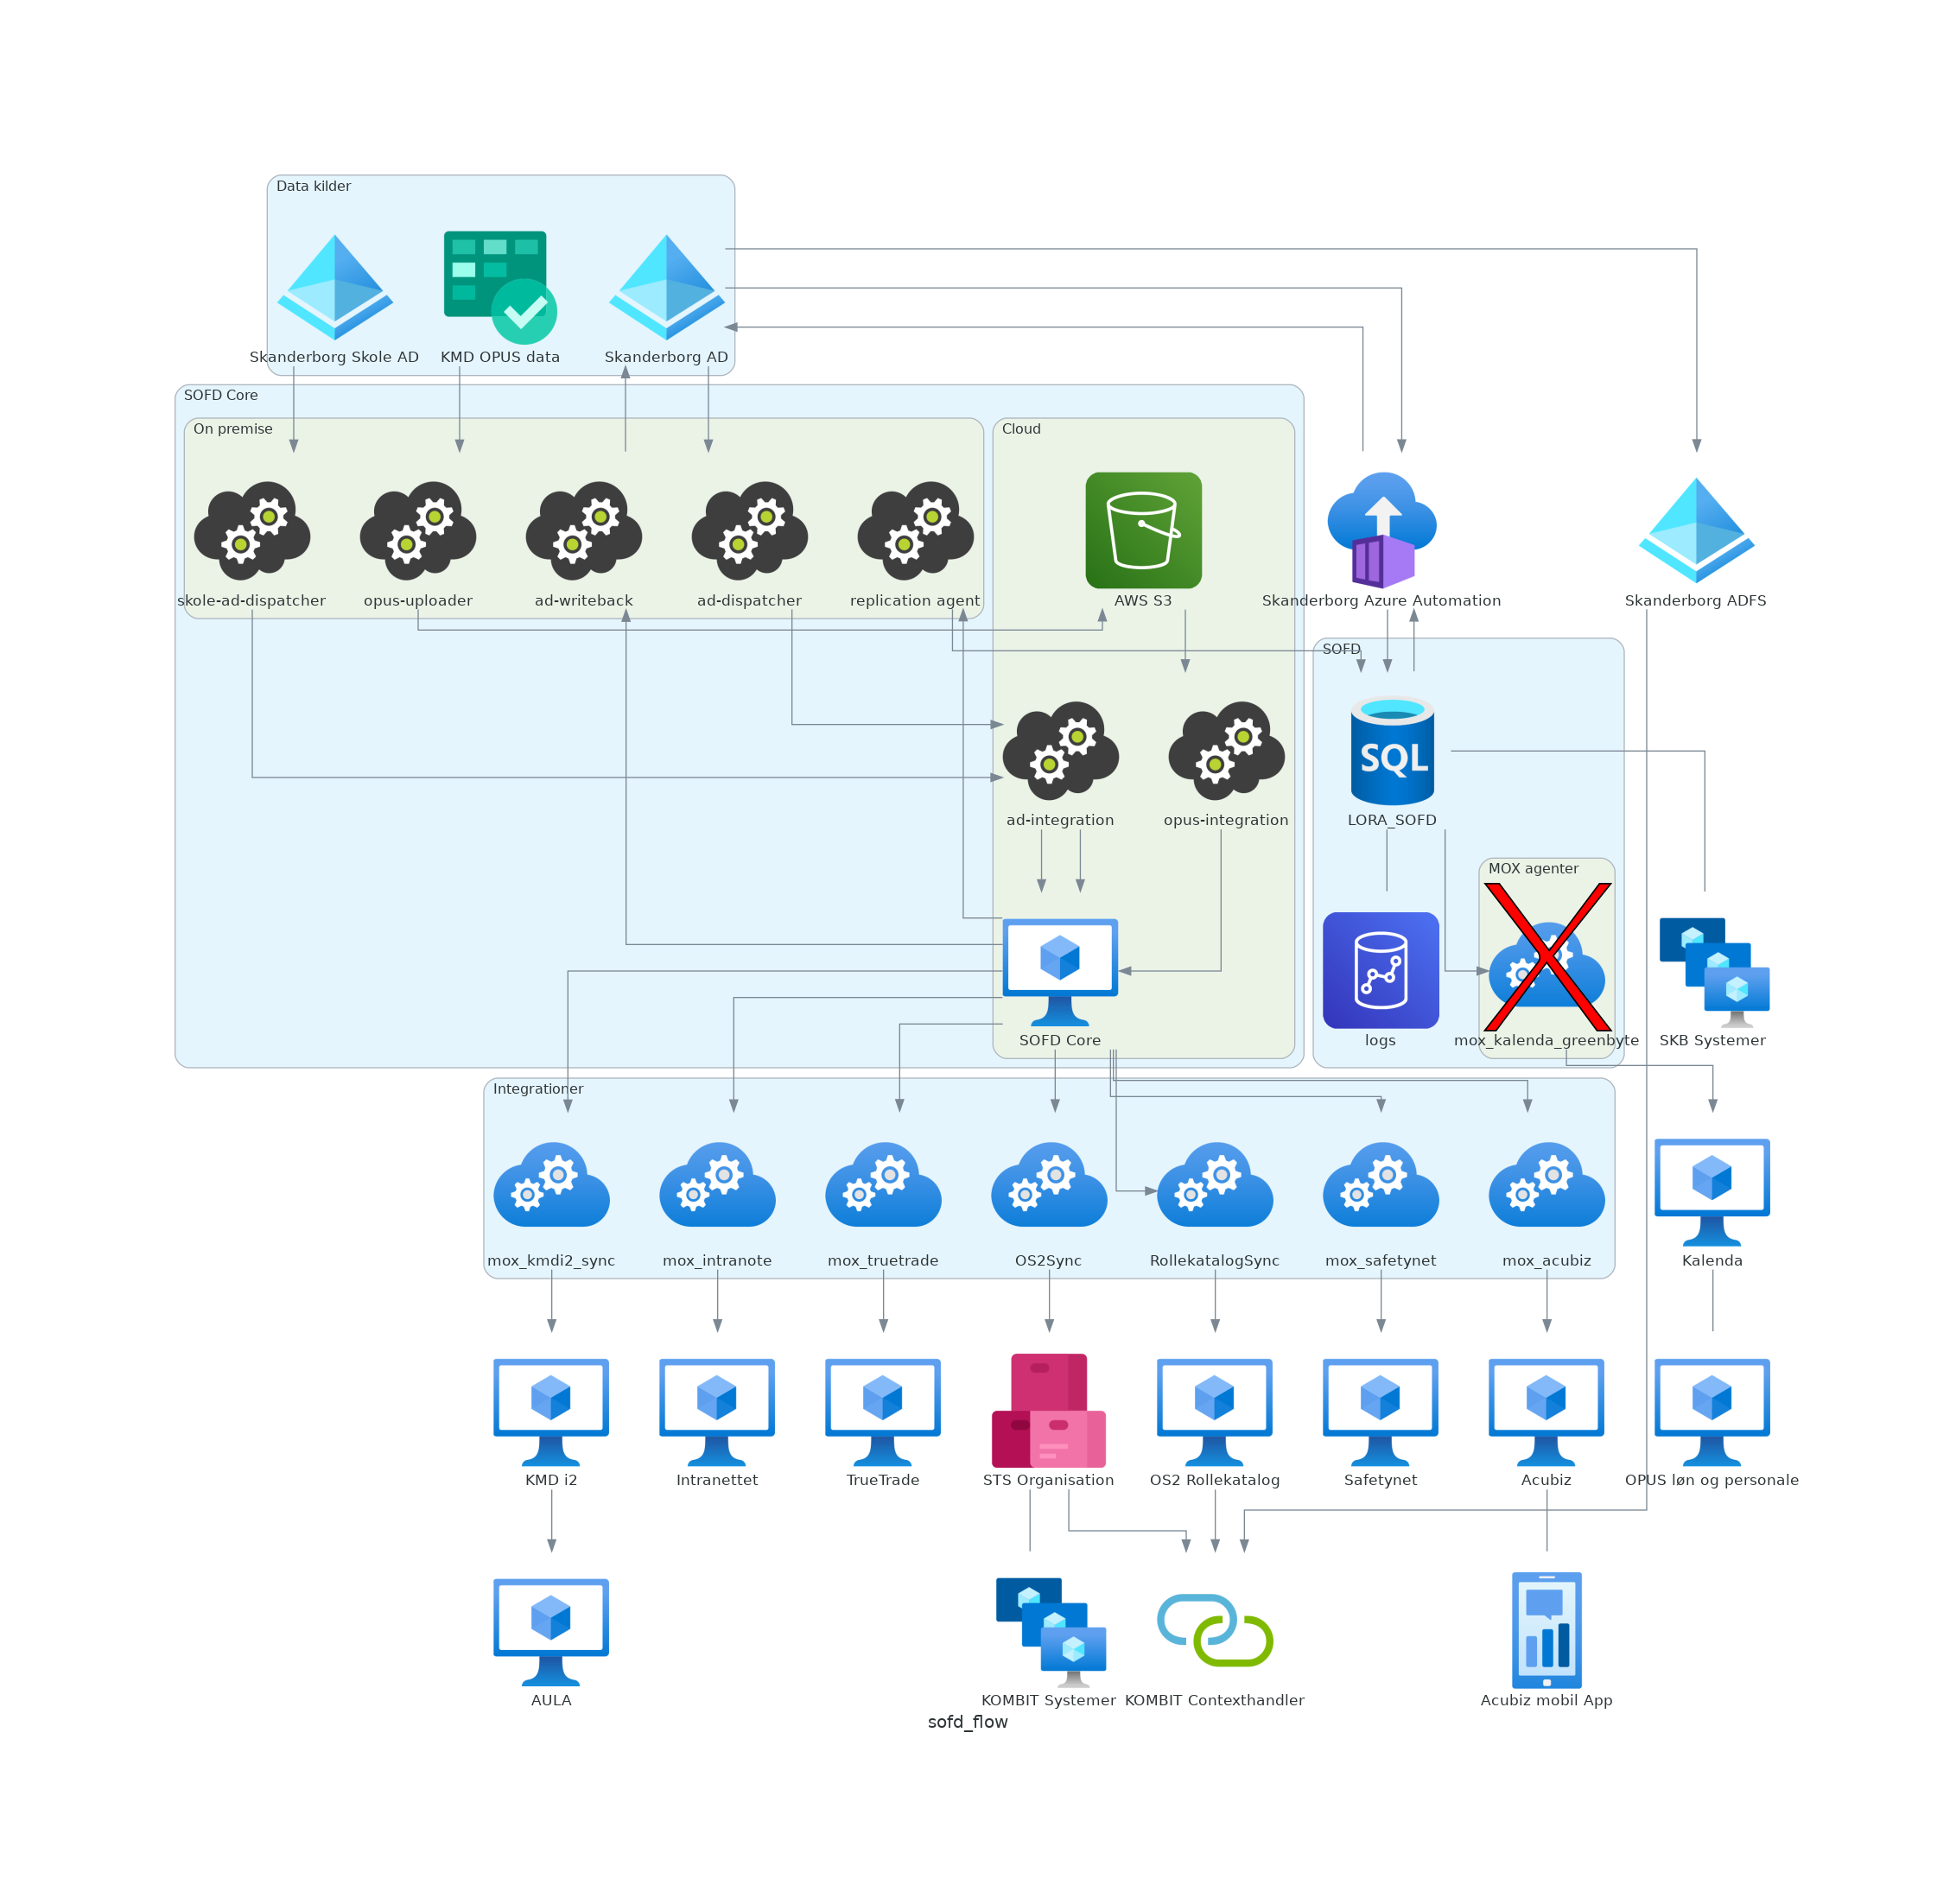 Data kilder
Skanderborg Skole AD
KMD OPUS data
Skanderborg AD
SOFD Core
On premise
Cloud
skole-ad-dispatcher
opus-uploader
ad-writeback
ad-dispatcher
replication agent
AWS S3
Skanderborg Azure Automation
Skanderborg ADFS
SOFD
SQL
ad-integration
opus-integration
LORA_SOFD
MOX agenter
SOFD Core
logs
mox_kalenda_greenbyte
SKB Systemer
Integrationer
mox_kmdi2_sync
mox_intranote
mox_truetrade
OS2Sync
RollekatalogSync
mox_safetynet
mox_acubiz
Kalenda
KMD i2
Intranettet
TrueTrade
STS Organisation
OS2 Rollekatalog
Safetynet
Acubiz
OPUS løn og personale
AULA
KOMBIT Systemer
KOMBIT Contexthandler
Acubiz mobil App
sofd_flow